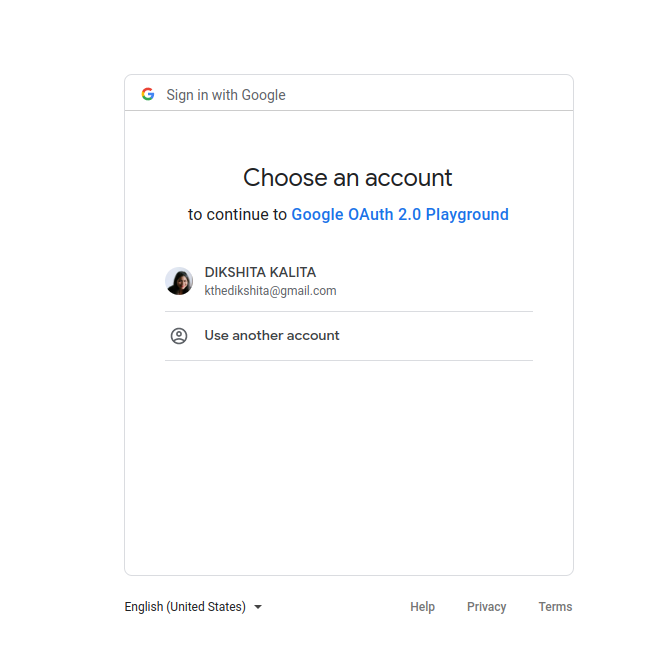 Sign in with Google
Choose an account
to continue to Google OAuth 2.0 Playground
DIKSHITA KALITA
kthedikshita@gmail.com
Use another account
English (United States)
Help Privacy Terms